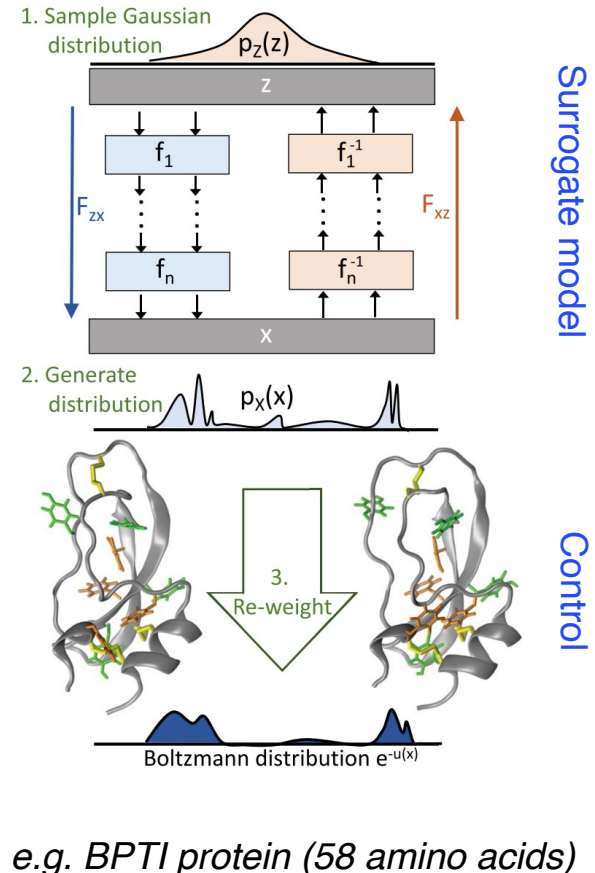 1. Sample Gaussian
distribution
p_Z(z)
z
f_1
f_1^-1
F_zx
F_xz
f_n
f_n^-1
x
Surrogate model
2. Generate
distribution
p_X(x)
3.
Re-weight
Control
Boltzmann distribution e^-u(x)
e.g. BPTI protein (58 amino acids)